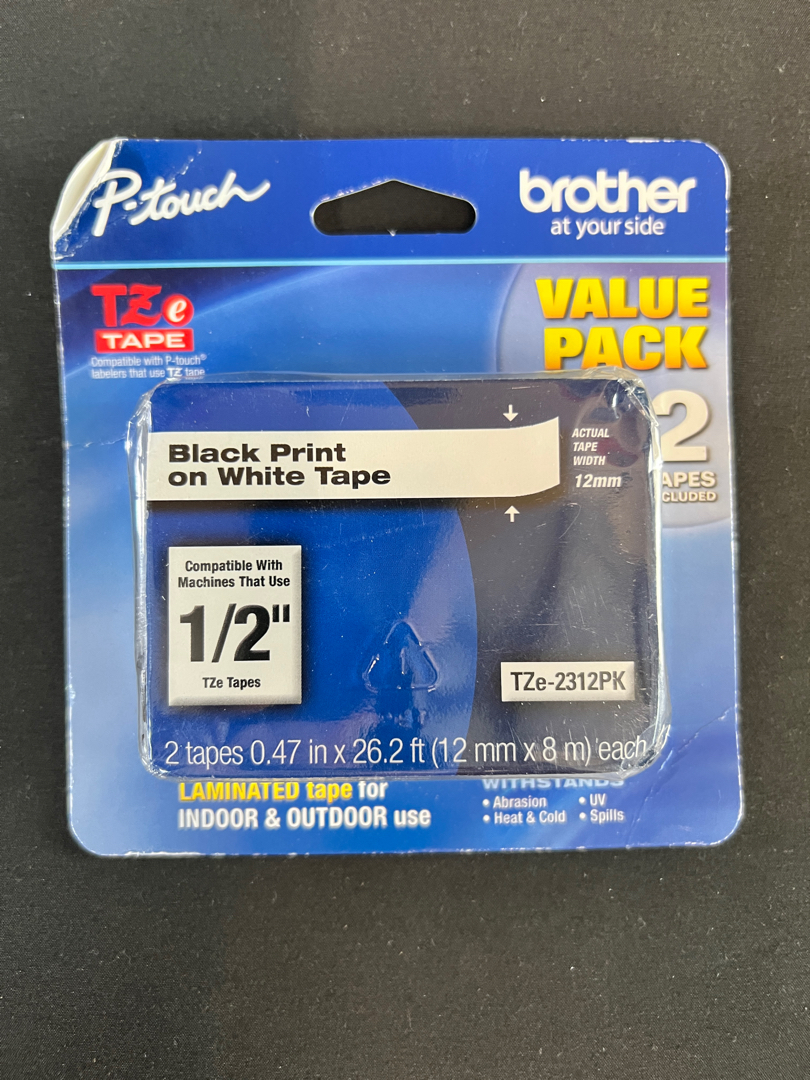 P-touch
brother
at your side
TZe
TAPE
Compatible with P-touch®
labelers that use TZ tape
VALUE
PACK
2
APES
CLUDED
Black Print
on White Tape
ACTUAL
TAPE
WIDTH
12mm
Compatible With
Machines That Use
1/2"
TZe Tapes
1
TZe-2312PK
2 tapes 0.47 in x 26.2 ft (12 mm x 8 m) each
LAMINATED tape for
INDOOR & OUTDOOR use
WITHSTANDS
• Abrasion • UV
• Heat & Cold • Spills